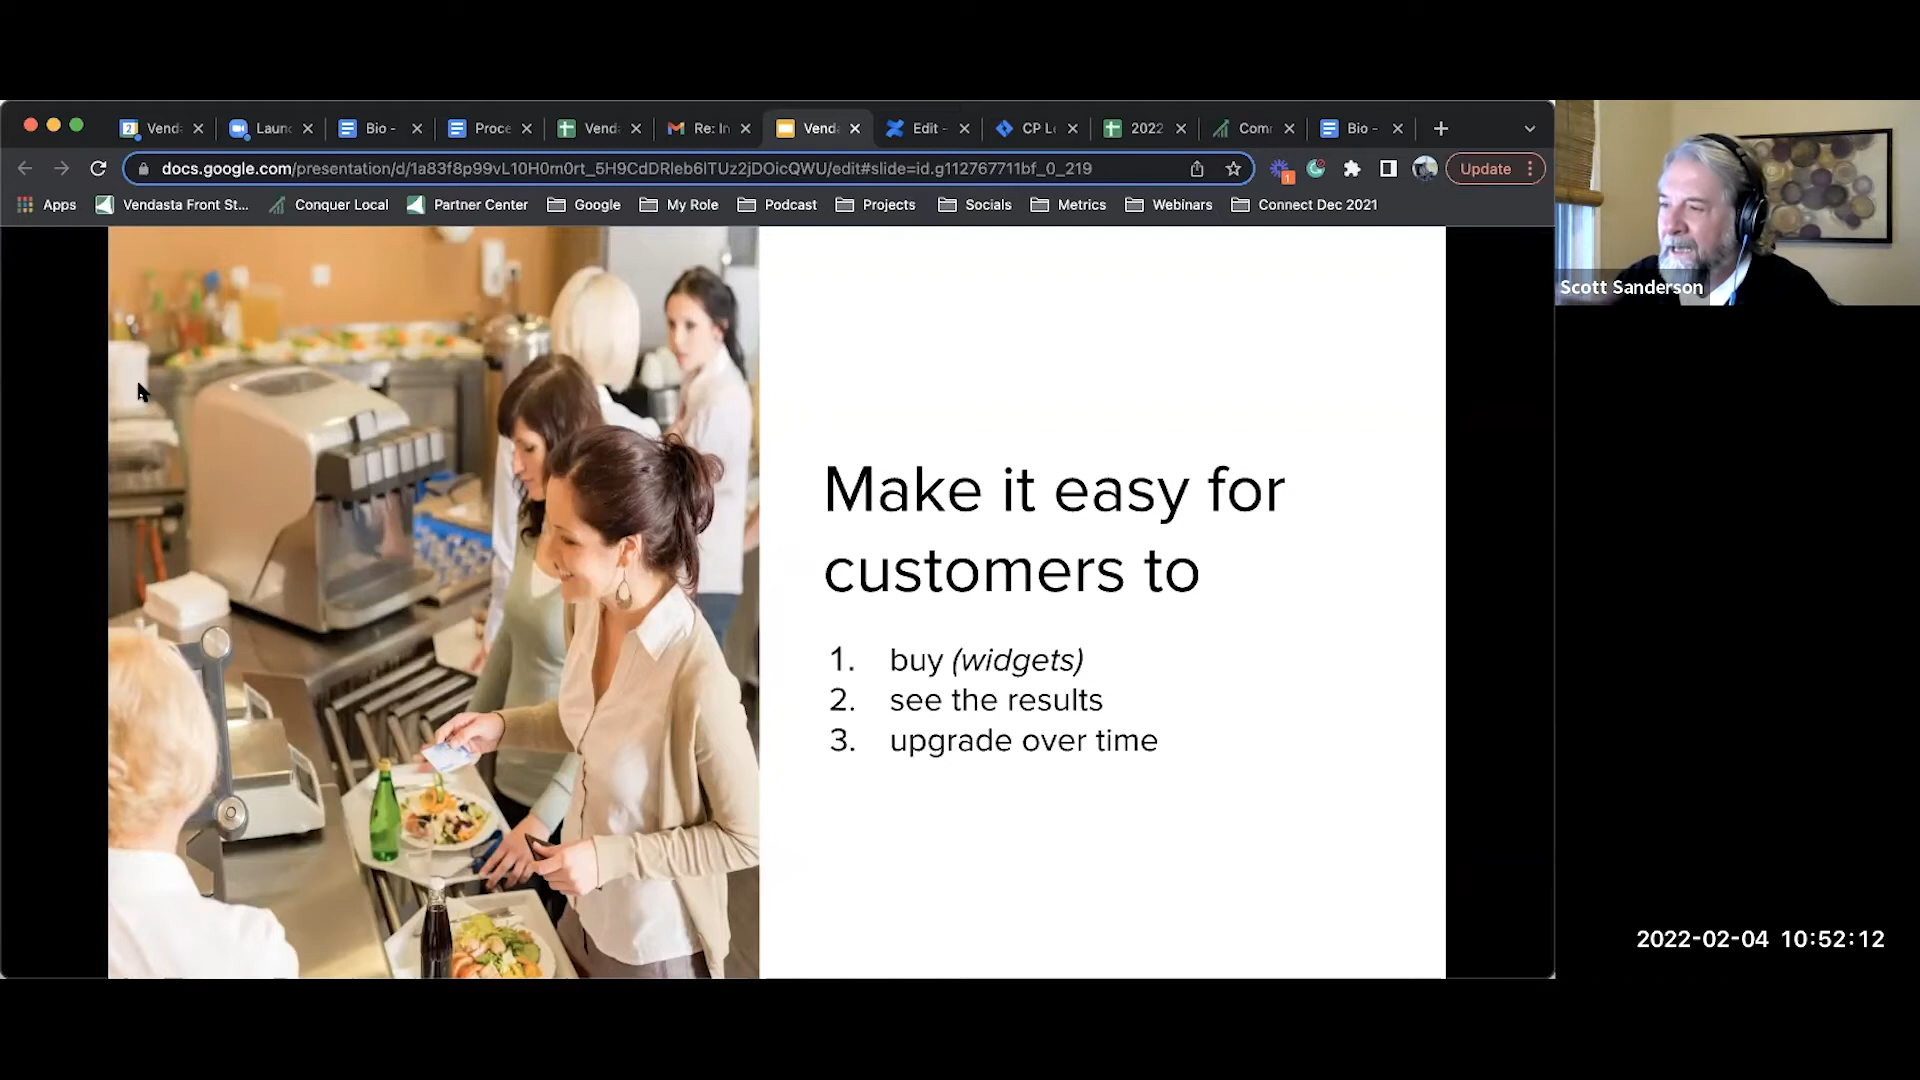 Vend
Laun
Bio -
Proce
Vend
Re: In
Vend
Edit -
CP L
2022
Com
Bio -
docs.google.com/presentation/d/1a83f8p99vL10H0m0rt_5H9CdDRleb6lTUz2jDOicQWU/edit#slide=id.g112767711bf_0_219
1
Update
Apps
Vendasta Front St...
Conquer Local
Partner Center
Google
My Role
Podcast
Projects
Socials
Metrics
Webinars
Connect Dec 2021
Scott Sanderson
Make it easy for
customers to
1. buy (widgets)
2. see the results
3. upgrade over time
2022-02-04 10:52:12